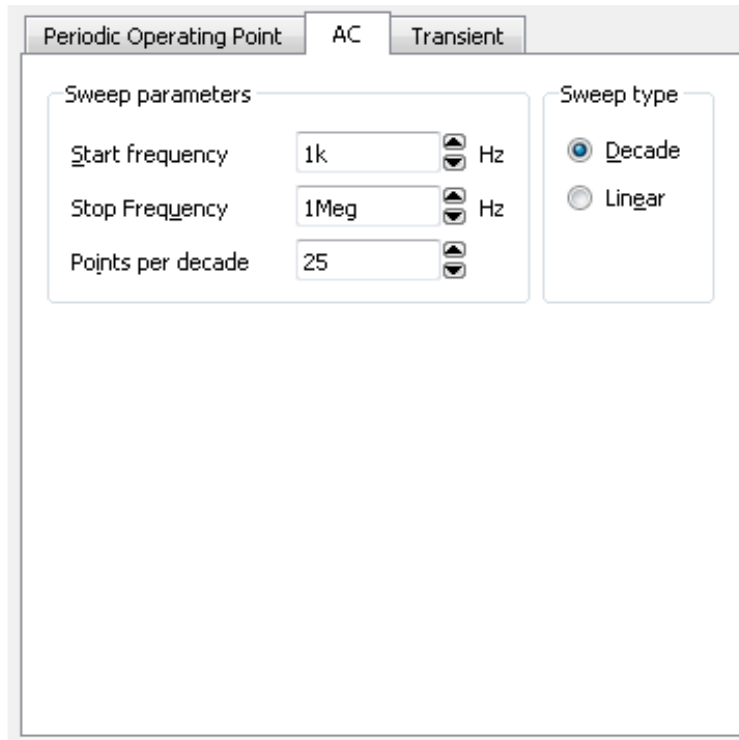 Periodic Operating Point AC Transient
Sweep parameters Sweep type
Start frequency 1k Hz Decade
Stop Frequency 1Meg Hz Linear
Points per decade 25